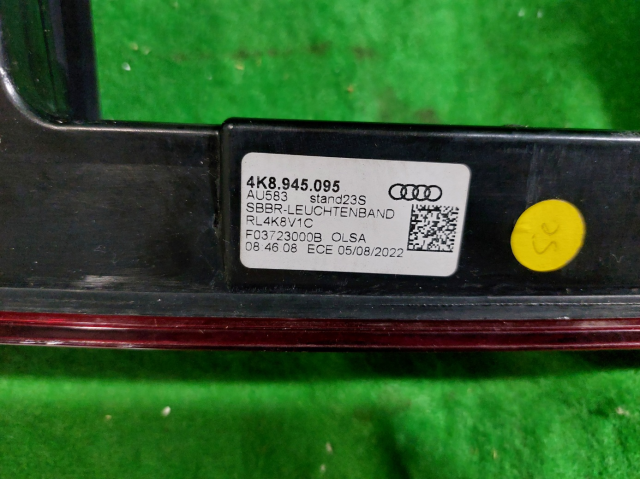 4K8.945.095
AU583 stand23S
SBBR-LEUCHTENBAND
RL4K8V1C
F03723000B OLSA
08 46 08 ECE 05/08/2022